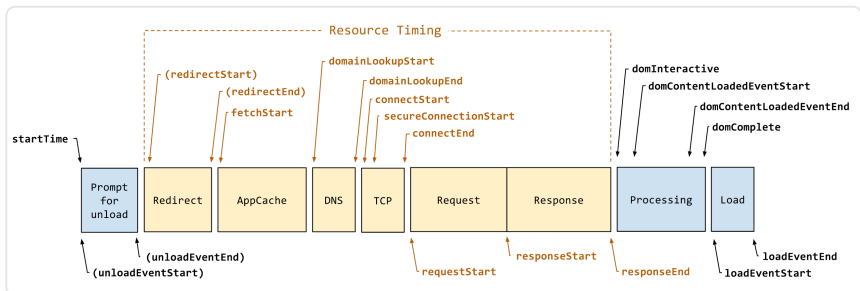 Resource Timing
domainLookupStart
(redirectStart)
domainLookupEnd
domInteractive
domContentLoadedEventStart
(redirectEnd)
connectStart
domContentLoadedEventEnd
fetchStart
secureConnectionStart
domComplete
connectEnd
startTime
Prompt
for
unload
Redirect
AppCache
DNS
TCP
Request
Response
Processing
Load
(unloadEventEnd)
(unloadEventStart)
requestStart
responseStart
responseEnd
loadEventEnd
loadEventStart